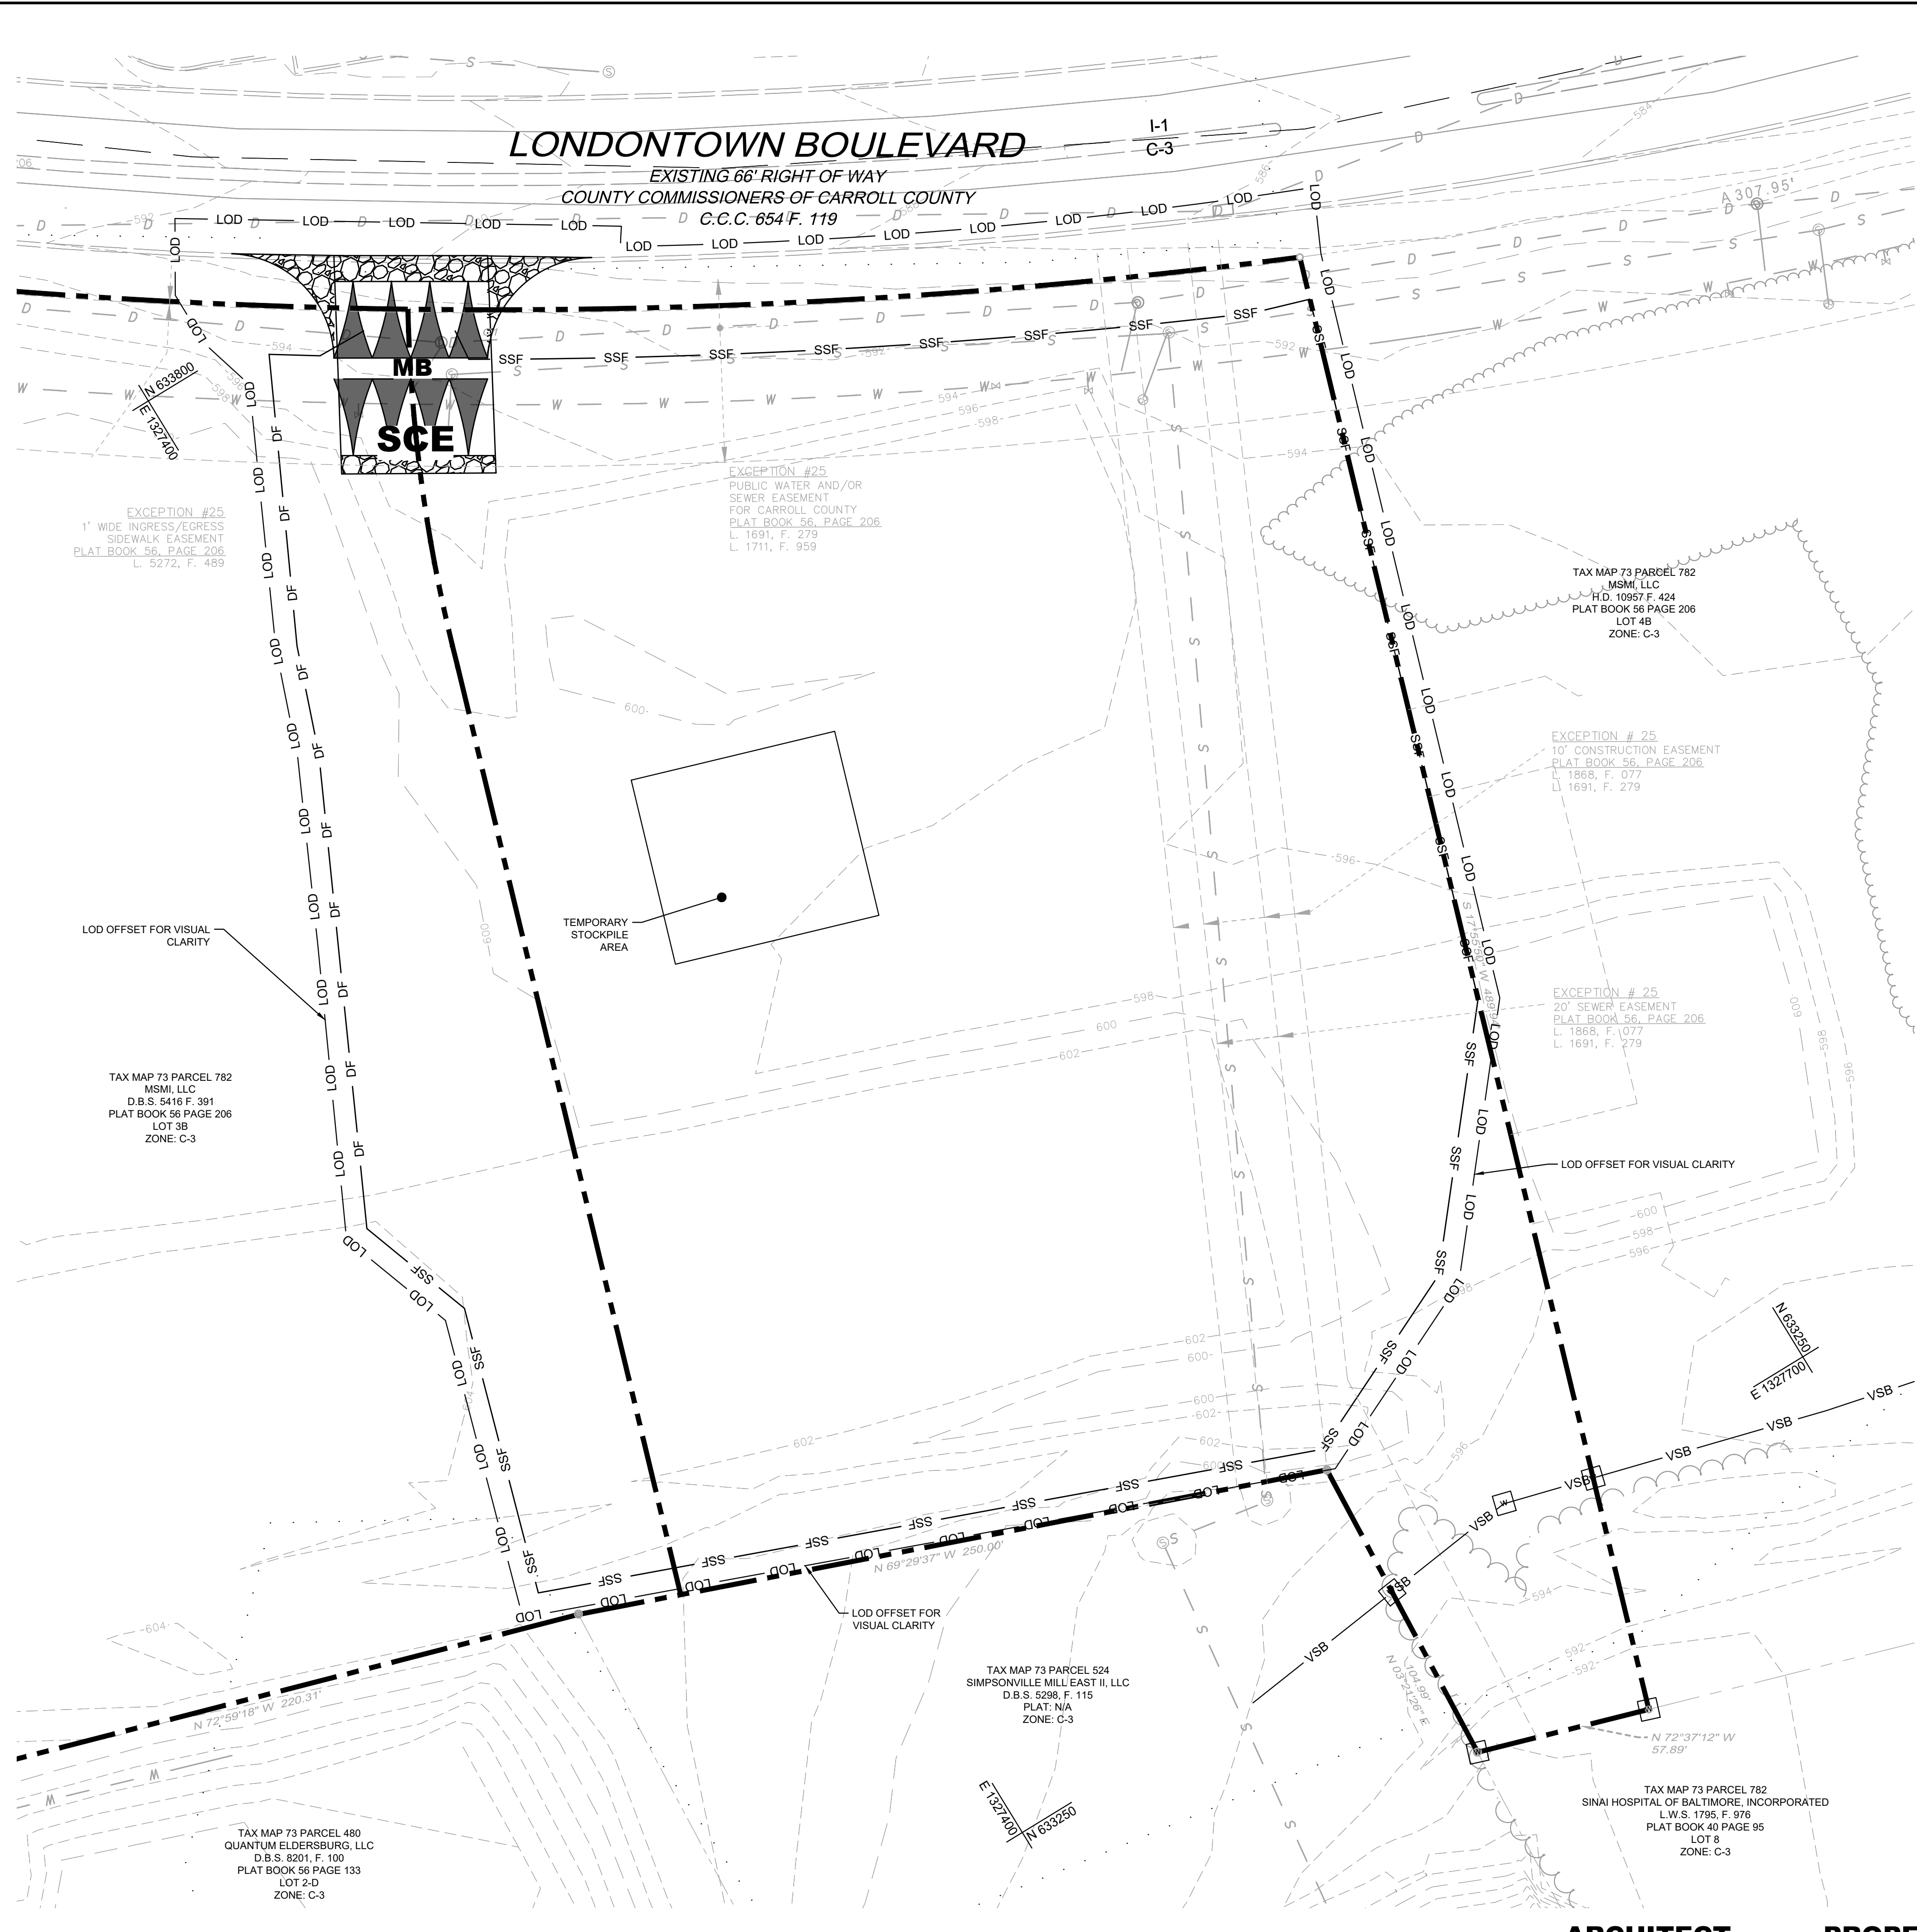 LONDONTOWN BOULEVARD
EXISTING 66' RIGHT OF WAY
COUNTY COMMISSIONERS OF CARROLL COUNTY
C.C.C. 654 F. 119
I-1
C-3
A 307.95'
N 633800
E 1327400
MB
SCE
EXCEPTION #25
1' WIDE INGRESS/EGRESS
SIDEWALK EASEMENT
PLAT BOOK 56, PAGE 206
L. 5272, F. 489
EXCEPTION #25
PUBLIC WATER AND/OR
SEWER EASEMENT
FOR CARROLL COUNTY
PLAT BOOK 56, PAGE 206
L. 1691, F. 279
L. 1711, F. 959
TAX MAP 73 PARCEL 782
MSMI, LLC
H.D. 10957 F. 424
PLAT BOOK 56 PAGE 206
LOT 4B
ZONE: C-3
EXCEPTION # 25
10' CONSTRUCTION EASEMENT
PLAT BOOK 56, PAGE 206
L. 1868, F. 077
L. 1691, F. 279
TEMPORARY
STOCKPILE
AREA
LOD OFFSET FOR VISUAL
CLARITY
EXCEPTION # 25
20' SEWER EASEMENT
PLAT BOOK 56, PAGE 206
L. 1868, F. 077
L. 1691, F. 279
TAX MAP 73 PARCEL 782
MSMI, LLC
D.B.S. 5416 F. 391
PLAT BOOK 56 PAGE 206
LOT 3B
ZONE: C-3
LOD OFFSET FOR VISUAL CLARITY
N 633250
E 1327700
N 69°29'37" W 250.00'
LOD OFFSET FOR
VISUAL CLARITY
TAX MAP 73 PARCEL 524
SIMPSONVILLE MILL EAST II, LLC
D.B.S. 5298, F. 115
PLAT: N/A
ZONE: C-3
N 72°59'18" W 220.31'
N 03°21'26" E
104.99'
N 72°37'12" W
57.89'
E 1327400
N 633250
TAX MAP 73 PARCEL 782
SINAI HOSPITAL OF BALTIMORE, INCORPORATED
L.W.S. 1795, F. 976
PLAT BOOK 40 PAGE 95
LOT 8
ZONE: C-3
TAX MAP 73 PARCEL 480
QUANTUM ELDERSBURG, LLC
D.B.S. 8201, F. 100
PLAT BOOK 56 PAGE 133
LOT 2-D
ZONE: C-3